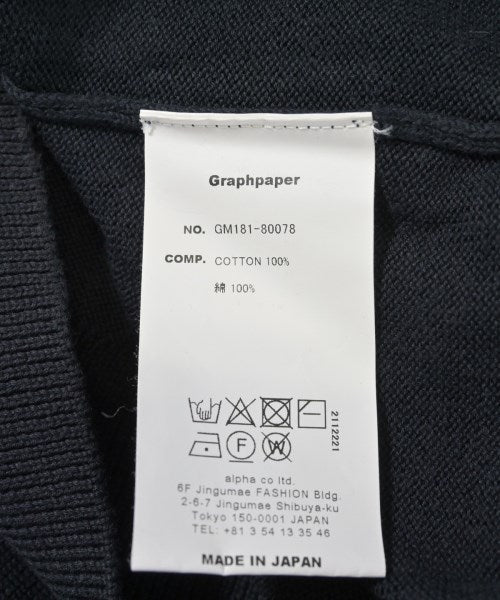 Graphpaper
NO. GM181-80078
COMP. COTTON 100%
綿 100%
2112221
F W
alpha co ltd.
6F Jingumae FASHION Bldg.
2-6-7 Jingumae Shibuya-ku
Tokyo 150-0001 JAPAN
TEL: +81 3 54 13 35 46
MADE IN JAPAN